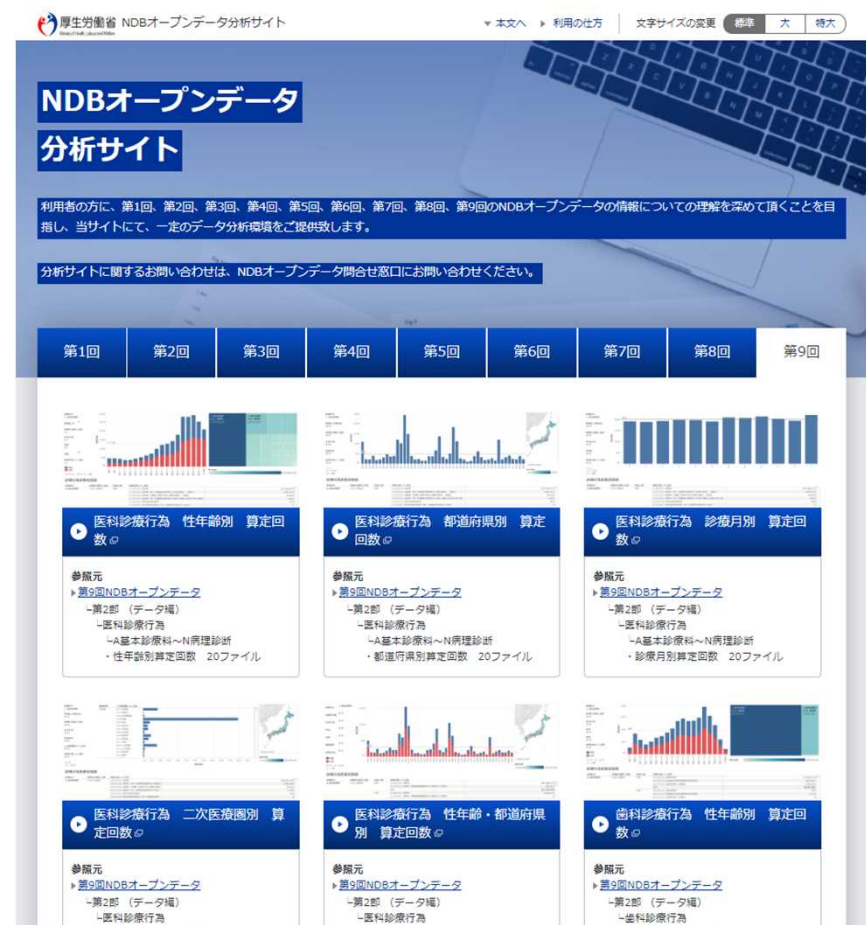 厚生労働省 NDBオープンデータ分析サイト
本文へ 利用の仕方 文字サイズの変更 標準 大 特大
NDBオープンデータ
分析サイト
利用者の方に、第1回、第2回、第3回、第4回、第5回、第6回、第7回、第8回、第9回のNDBオープンデータの情報についての理解を深めて頂くことを目
指し、当サイトにて、一定のデータ分析環境をご提供致します。
分析サイトに関するお問い合わせは、NDBオープンデータ問合せ窓口にお問い合わせください。
第1回 第2回 第3回 第4回 第5回 第6回 第7回 第8回 第9回
医科診療行為 性年齢別 算定回
数
参照元
第9回NDBオープンデータ
└第2部 （データ編）
└医科診療行為
└A基本診療料～N病理診断
・性年齢別算定回数 20ファイル
医科診療行為 都道府県別 算定
回数
参照元
第9回NDBオープンデータ
└第2部 （データ編）
└医科診療行為
└A基本診療料～N病理診断
・都道府県別算定回数 20ファイル
医科診療行為 診療月別 算定回
数
参照元
第9回NDBオープンデータ
└第2部 （データ編）
└医科診療行為
└A基本診療料～N病理診断
・診療月別算定回数 20ファイル
医科診療行為 二次医療圏別 算
定回数
参照元
第9回NDBオープンデータ
└第2部 （データ編）
└医科診療行為
医科診療行為 性年齢・都道府県
別 算定回数
参照元
第9回NDBオープンデータ
└第2部 （データ編）
└医科診療行為
歯科診療行為 性年齢別 算定回
数
参照元
第9回NDBオープンデータ
└第2部 （データ編）
└歯科診療行為